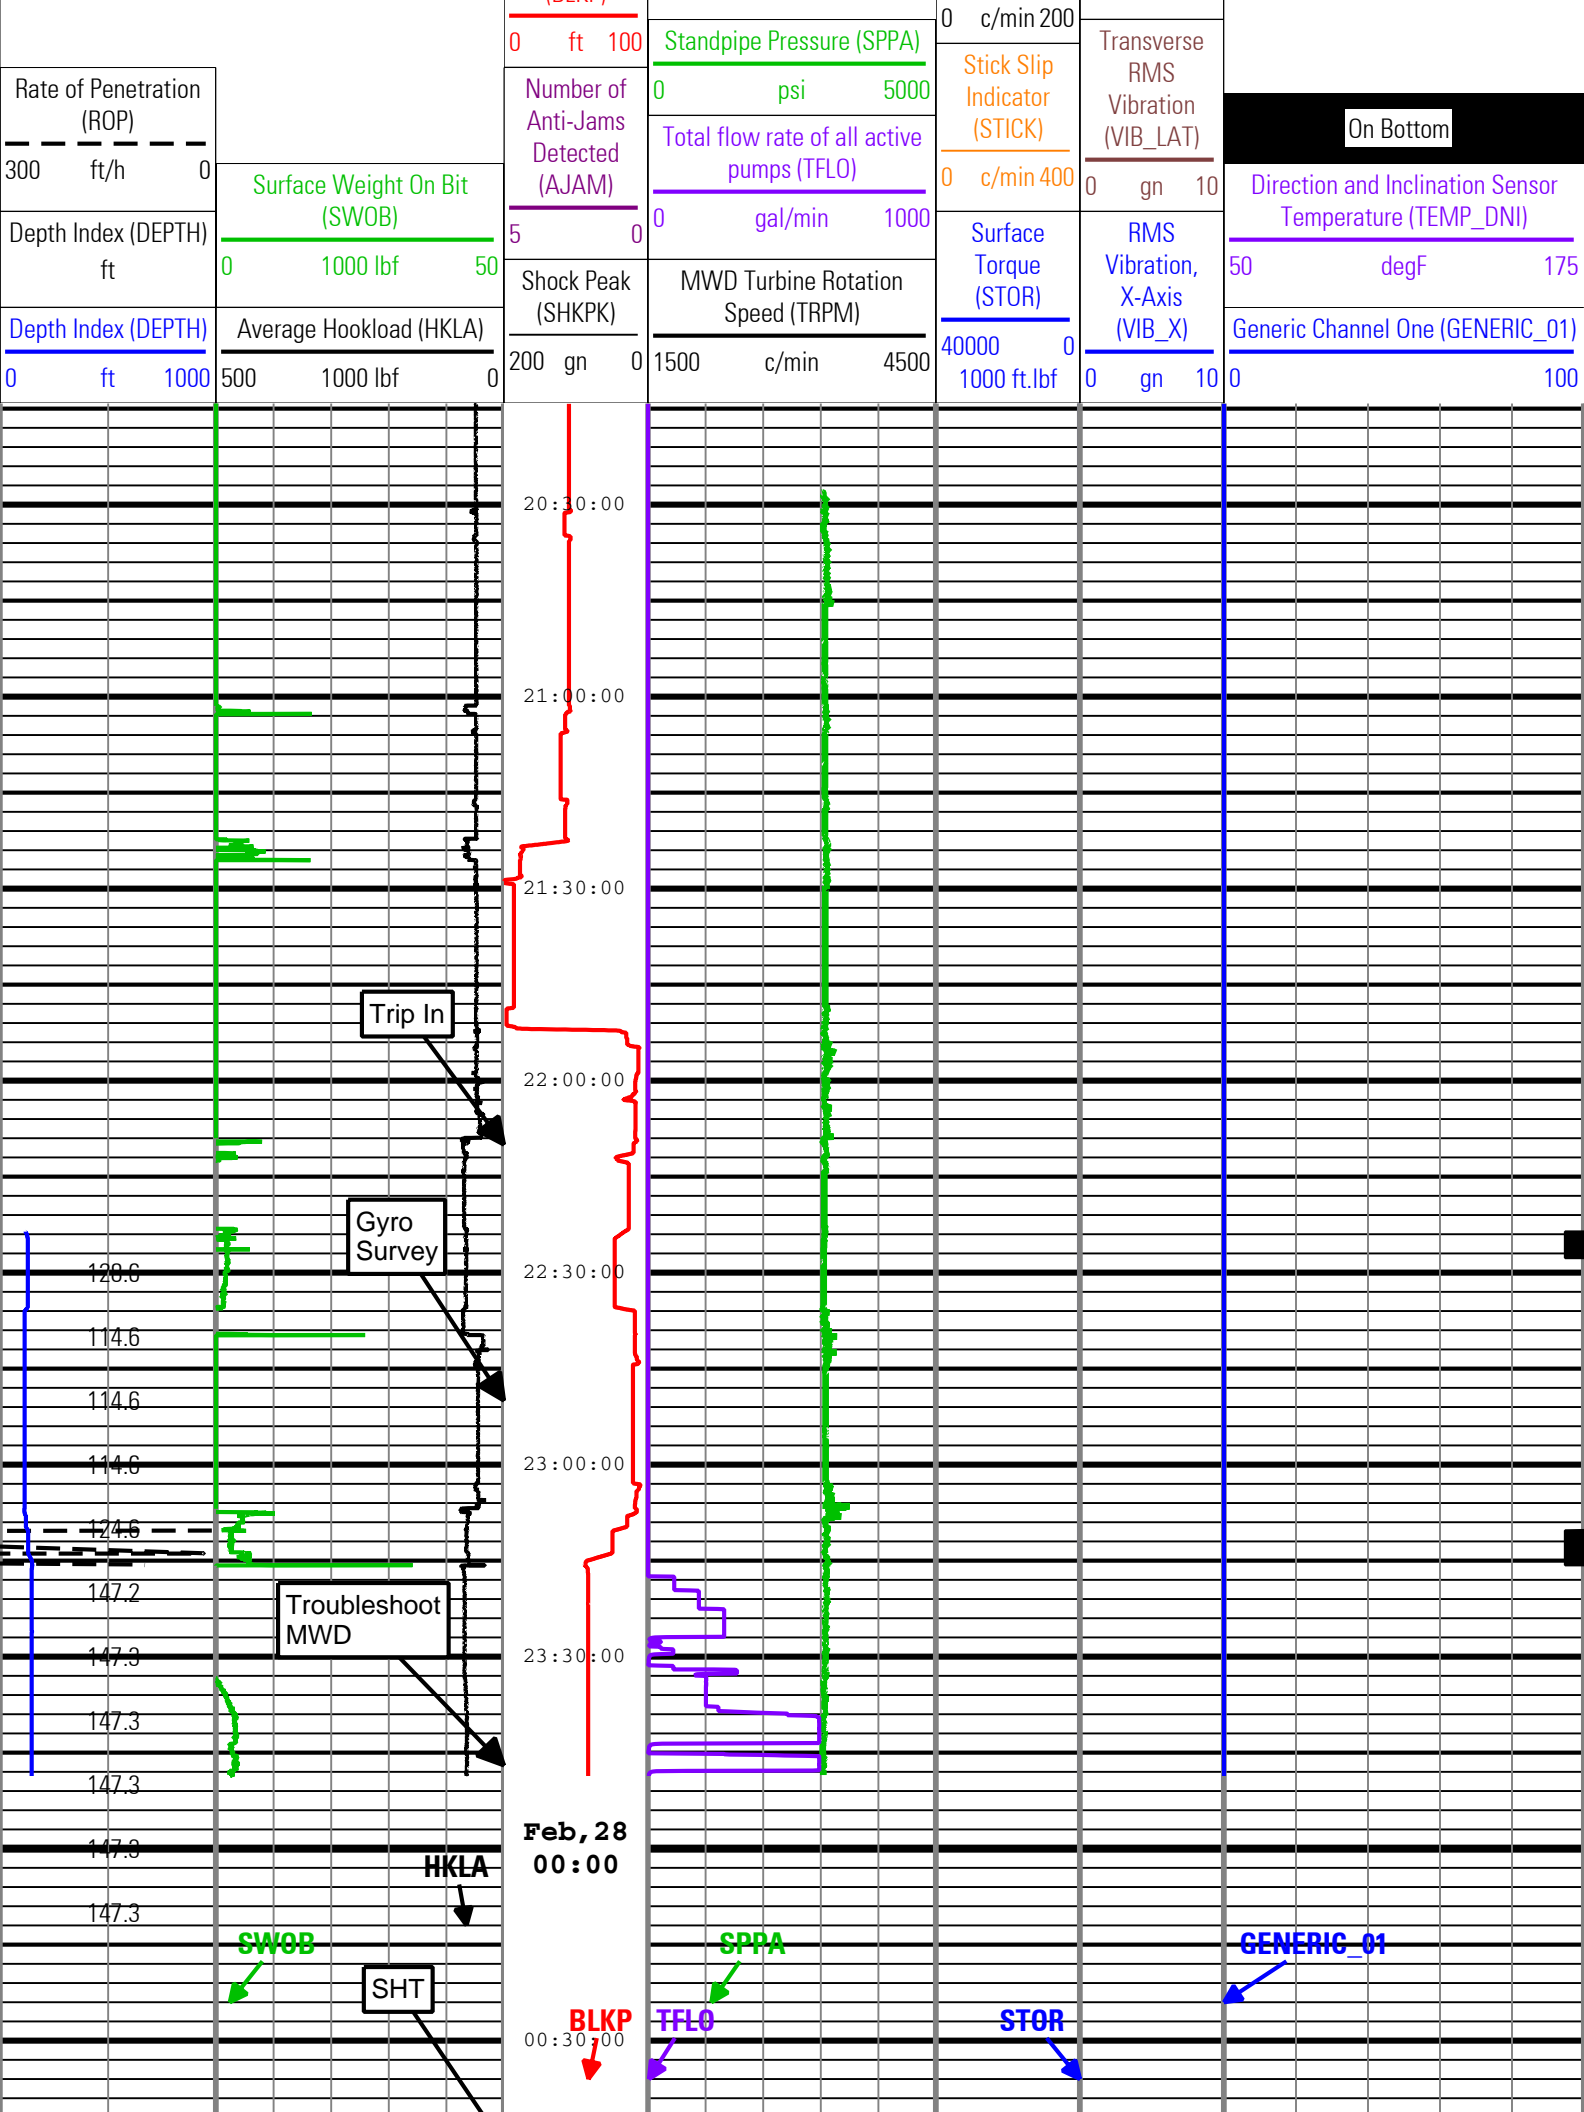 (BLKP)
0 ft 100
0 c/min 200
Standpipe Pressure (SPPA)
0 psi 5000
Transverse
RMS
Vibration
(VIB_LAT)
0 gn 10
Stick Slip
Indicator
(STICK)
0 c/min 400
Rate of Penetration
(ROP)
300 ft/h 0
Number of
Anti-Jams
Detected
(AJAM)
5 0
Total flow rate of all active
pumps (TFLO)
0 gal/min 1000
On Bottom
Surface Weight On Bit
(SWOB)
0 1000 lbf 50
Direction and Inclination Sensor
Temperature (TEMP_DNI)
50 degF 175
Depth Index (DEPTH)
ft
Surface
Torque
(STOR)
40000 0
1000 ft.lbf
RMS
Vibration,
X-Axis
(VIB_X)
0 gn 10
Shock Peak
(SHKPK)
200 gn 0
MWD Turbine Rotation
Speed (TRPM)
1500 c/min 4500
Depth Index (DEPTH)
0 ft 1000
Average Hookload (HKLA)
500 1000 lbf 0
Generic Channel One (GENERIC_01)
0 100
20:30:00
21:00:00
21:30:00
Trip In
22:00:00
Gyro
Survey
128.6
22:30:00
114.6
114.6
114.6
23:00:00
124.6
147.2
Troubleshoot
MWD
147.3
23:30:00
147.3
147.3
Feb,28
00:00
147.3
HKLA
147.3
SWOB
SPPA
GENERIC_01
SHT
BLKP
TFLO
STOR
00:30:00